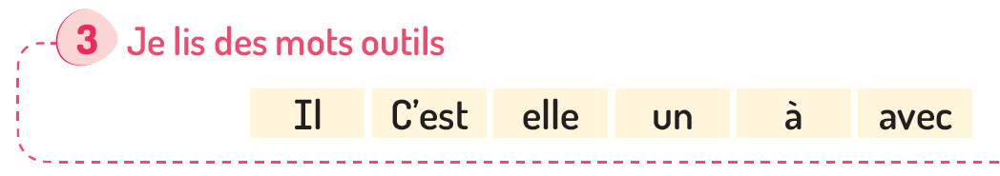 3 Je lis des mots outils
Il C'est elle un à avec